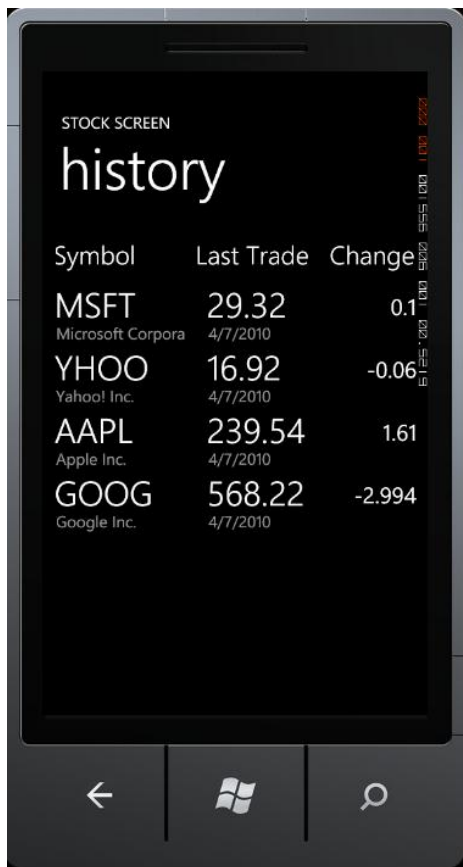 STOCK SCREEN
history
Symbol Last Trade Change
MSFT 29.32 0.1
Microsoft Corpora 4/7/2010
YHOO 16.92 -0.06
Yahoo! Inc. 4/7/2010
AAPL 239.54 1.61
Apple Inc. 4/7/2010
GOOG 568.22 -2.994
Google Inc. 4/7/2010